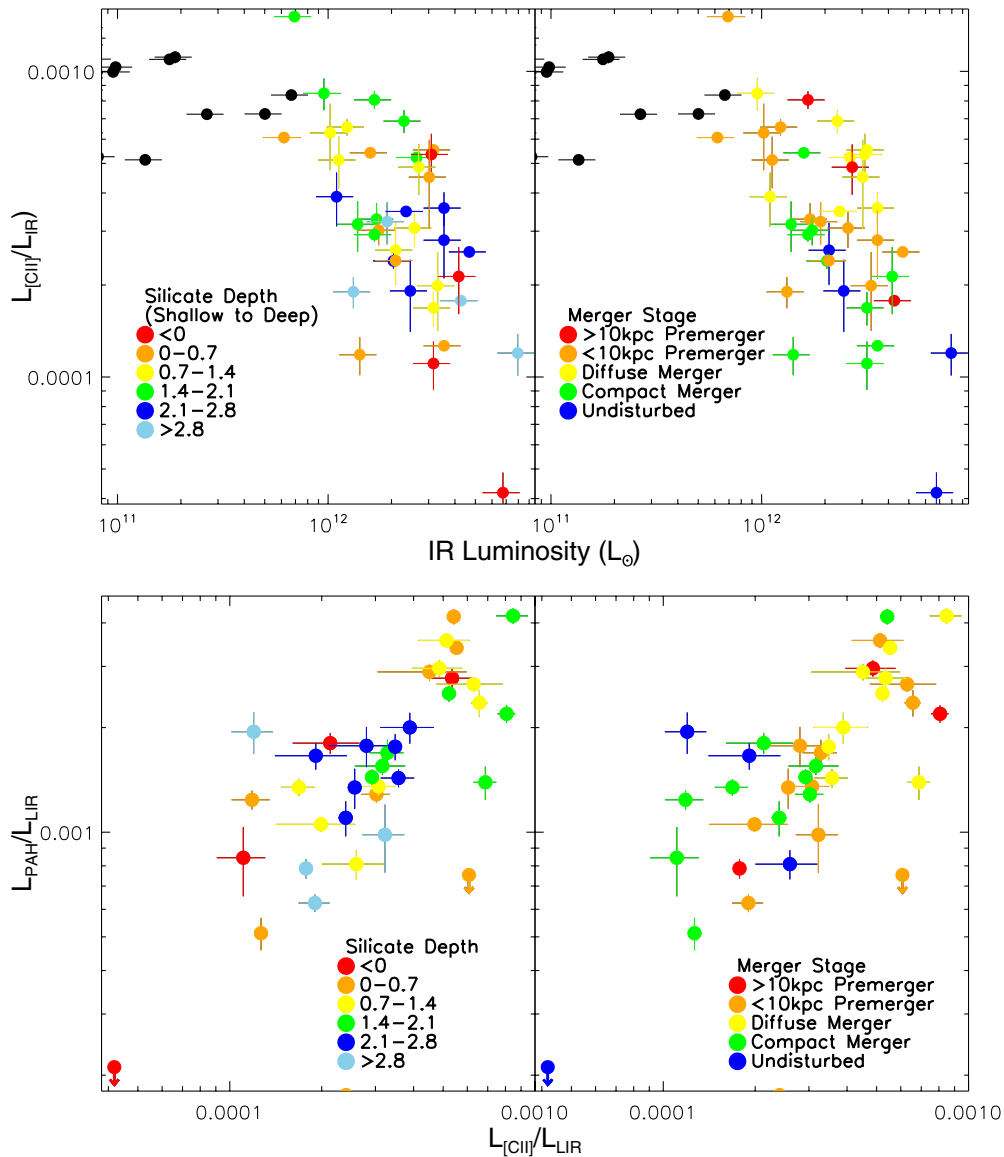 0.0010
0.0001
L[CII]/L[IR]
Silicate Depth
(Shallow to Deep)
<0
0–0.7
0.7–1.4
1.4–2.1
2.1–2.8
>2.8
Merger Stage
>10kpc Premerger
<10kpc Premerger
Diffuse Merger
Compact Merger
Undisturbed
10^11
10^12
10^11
10^12
IR Luminosity (L⊙)
0.001
LPAH/LLIR
Silicate Depth
<0
0–0.7
0.7–1.4
1.4–2.1
2.1–2.8
>2.8
Merger Stage
>10kpc Premerger
<10kpc Premerger
Diffuse Merger
Compact Merger
Undisturbed
0.0001
0.0010
0.0001
0.0010
L[CII]/LLIR